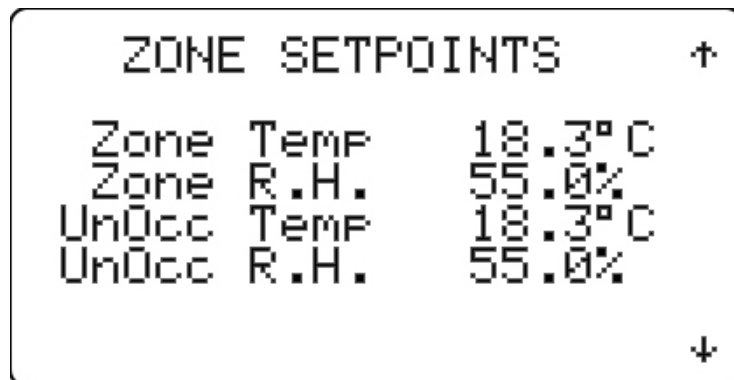 ZONE SETPOINTS ↑
Zone Temp 18.3°C
Zone R.H. 55.0%
UnOcc Temp 18.3°C
UnOcc R.H. 55.0%
↓